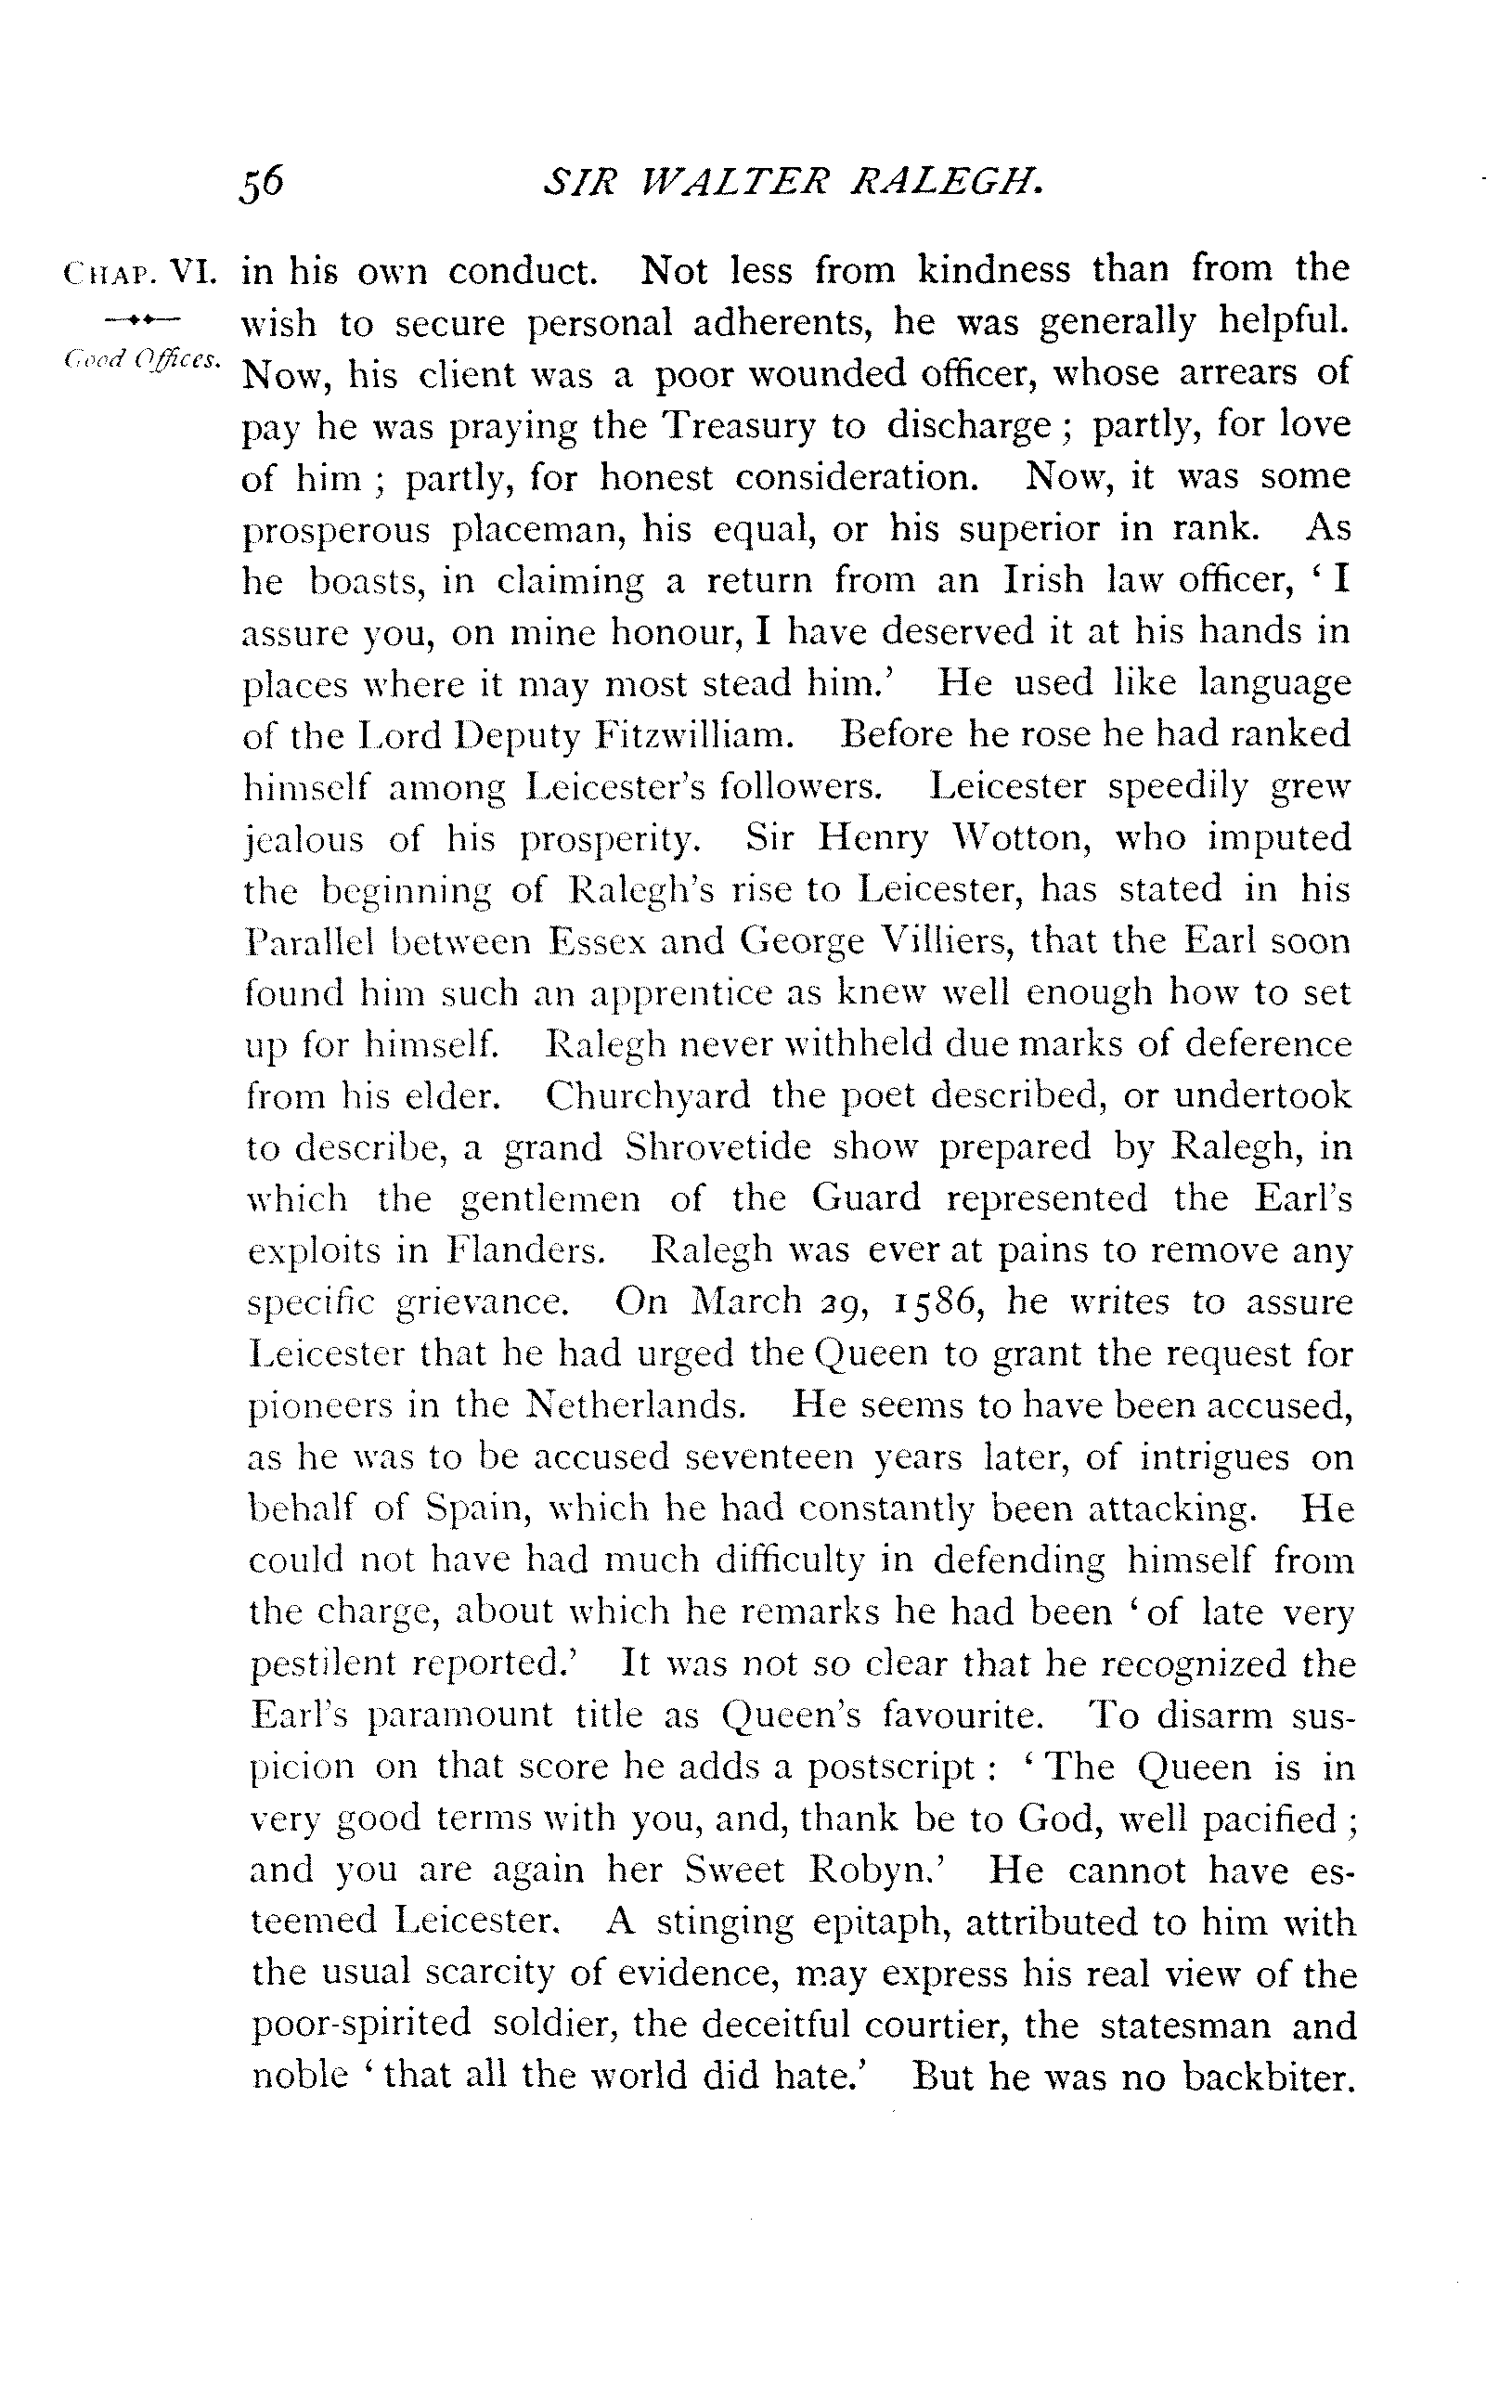 56 SIR WALTER RALEGH.
CHAP. VI.
Good Offices.
in his own conduct. Not less from kindness than from the
wish to secure personal adherents, he was generally helpful.
Now, his client was a poor wounded officer, whose arrears of
pay he was praying the Treasury to discharge ; partly, for love
of him ; partly, for honest consideration. Now, it was some
prosperous placeman, his equal, or his superior in rank. As
he boasts, in claiming a return from an Irish law officer, ‘ I
assure you, on mine honour, I have deserved it at his hands in
places where it may most stead him.’ He used like language
of the Lord Deputy Fitzwilliam. Before he rose he had ranked
himself among Leicester’s followers. Leicester speedily grew
jealous of his prosperity. Sir Henry Wotton, who imputed
the beginning of Ralegh’s rise to Leicester, has stated in his
Parallel between Essex and George Villiers, that the Earl soon
found him such an apprentice as knew well enough how to set
up for himself. Ralegh never withheld due marks of deference
from his elder. Churchyard the poet described, or undertook
to describe, a grand Shrovetide show prepared by Ralegh, in
which the gentlemen of the Guard represented the Earl’s
exploits in Flanders. Ralegh was ever at pains to remove any
specific grievance. On March 29, 1586, he writes to assure
Leicester that he had urged the Queen to grant the request for
pioneers in the Netherlands. He seems to have been accused,
as he was to be accused seventeen years later, of intrigues on
behalf of Spain, which he had constantly been attacking. He
could not have had much difficulty in defending himself from
the charge, about which he remarks he had been ‘ of late very
pestilent reported.’ It was not so clear that he recognized the
Earl’s paramount title as Queen’s favourite. To disarm sus-
picion on that score he adds a postscript : ‘ The Queen is in
very good terms with you, and, thank be to God, well pacified ;
and you are again her Sweet Robyn.’ He cannot have es-
teemed Leicester. A stinging epitaph, attributed to him with
the usual scarcity of evidence, may express his real view of the
poor-spirited soldier, the deceitful courtier, the statesman and
noble ‘ that all the world did hate.’ But he was no backbiter.